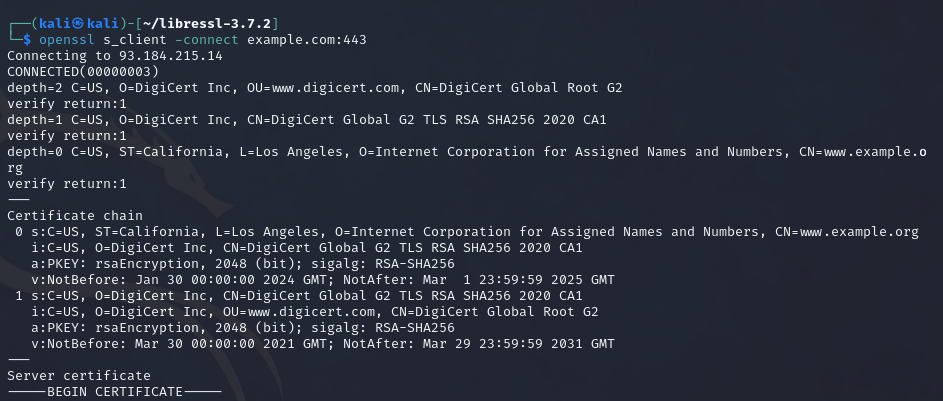 ┌──(kali㉿kali)-[~/libressl-3.7.2]
└─$ openssl s_client -connect example.com:443
Connecting to 93.184.215.14
CONNECTED(00000003)
depth=2 C=US, O=DigiCert Inc, OU=www.digicert.com, CN=DigiCert Global Root G2
verify return:1
depth=1 C=US, O=DigiCert Inc, CN=DigiCert Global G2 TLS RSA SHA256 2020 CA1
verify return:1
depth=0 C=US, ST=California, L=Los Angeles, O=Internet Corporation for Assigned Names and Numbers, CN=www.example.o
rg
verify return:1
---
Certificate chain
 0 s:C=US, ST=California, L=Los Angeles, O=Internet Corporation for Assigned Names and Numbers, CN=www.example.org
   i:C=US, O=DigiCert Inc, CN=DigiCert Global G2 TLS RSA SHA256 2020 CA1
   a:PKEY: rsaEncryption, 2048 (bit); sigalg: RSA-SHA256
   v:NotBefore: Jan 30 00:00:00 2024 GMT; NotAfter: Mar  1 23:59:59 2025 GMT
 1 s:C=US, O=DigiCert Inc, CN=DigiCert Global G2 TLS RSA SHA256 2020 CA1
   i:C=US, O=DigiCert Inc, OU=www.digicert.com, CN=DigiCert Global Root G2
   a:PKEY: rsaEncryption, 2048 (bit); sigalg: RSA-SHA256
   v:NotBefore: Mar 30 00:00:00 2021 GMT; NotAfter: Mar 29 23:59:59 2031 GMT
---
Server certificate
-----BEGIN CERTIFICATE-----